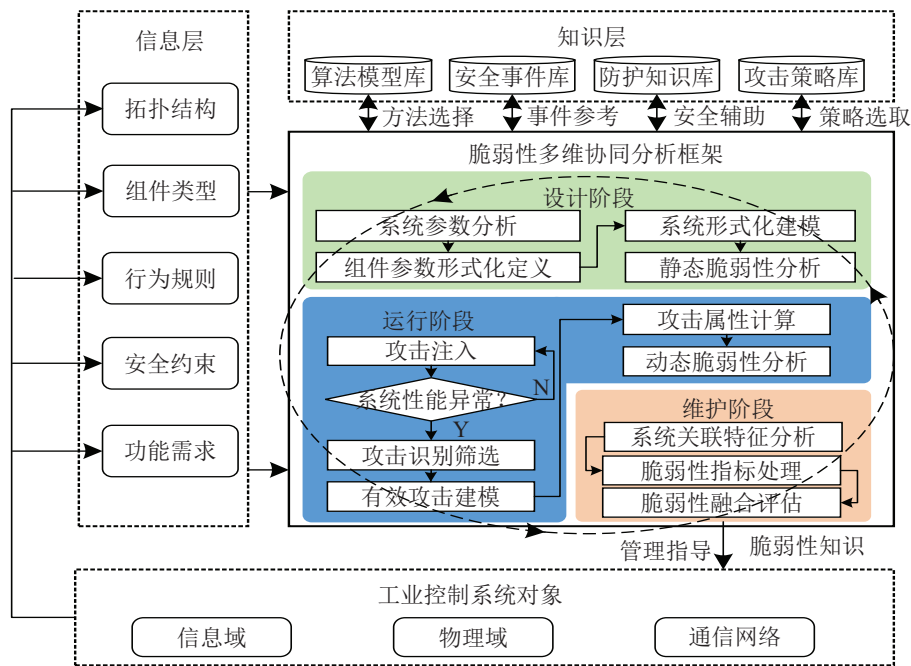 信息层
拓扑结构
组件类型
行为规则
安全约束
功能需求
知识层
算法模型库
安全事件库
防护知识库
攻击策略库
方法选择
事件参考
安全辅助
策略选取
脆弱性多维协同分析框架
设计阶段
系统参数分析
组件参数形式化定义
系统形式化建模
静态脆弱性分析
运行阶段
攻击注入
系统性能异常?
N
Y
攻击识别筛选
有效攻击建模
攻击属性计算
动态脆弱性分析
维护阶段
系统关联特征分析
脆弱性指标处理
脆弱性融合评估
管理指导
脆弱性知识
工业控制系统对象
信息域
物理域
通信网络